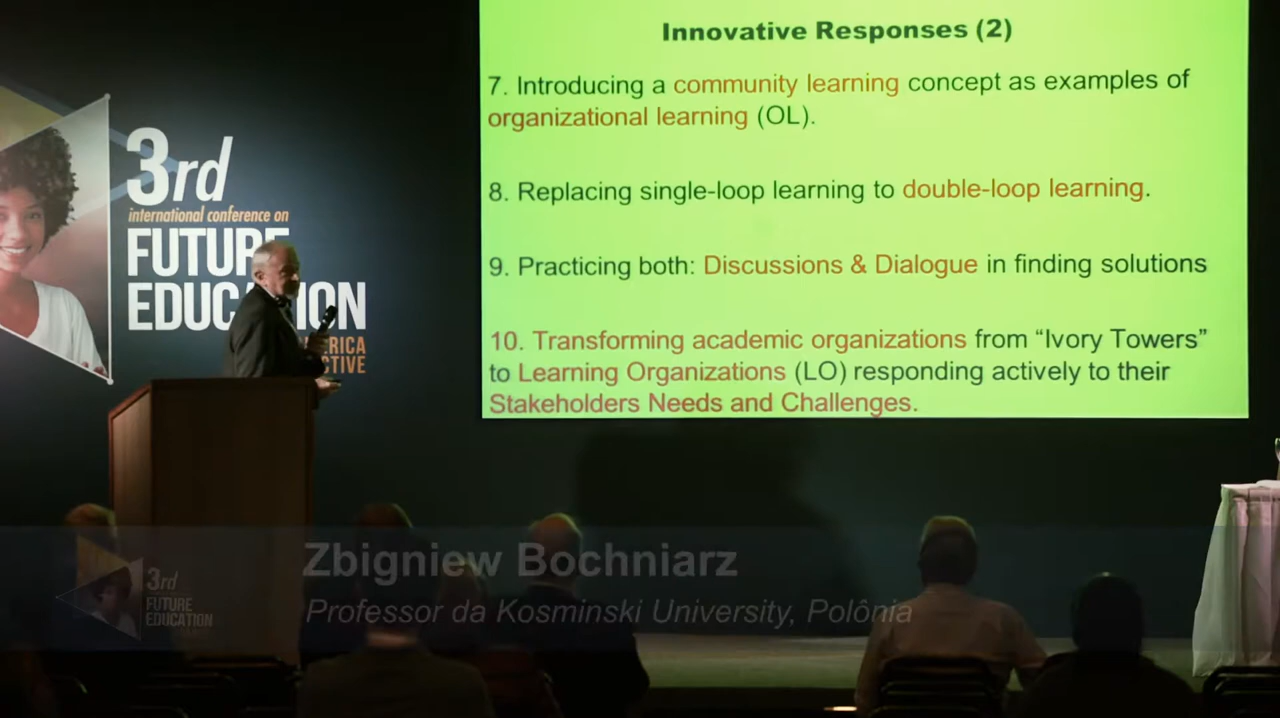 Innovative Responses (2)
7. Introducing a community learning concept as examples of
organizational learning (OL).
8. Replacing single-loop learning to double-loop learning.
9. Practicing both: Discussions & Dialogue in finding solutions
10. Transforming academic organizations from “Ivory Towers”
to Learning Organizations (LO) responding actively to their
Stakeholders Needs and Challenges.
3rd
international conference on
FUTURE
EDUCATION
Zbigniew Bochniarz
Professor da Kosminski University, Polônia
3rd
FUTURE
EDUCATION